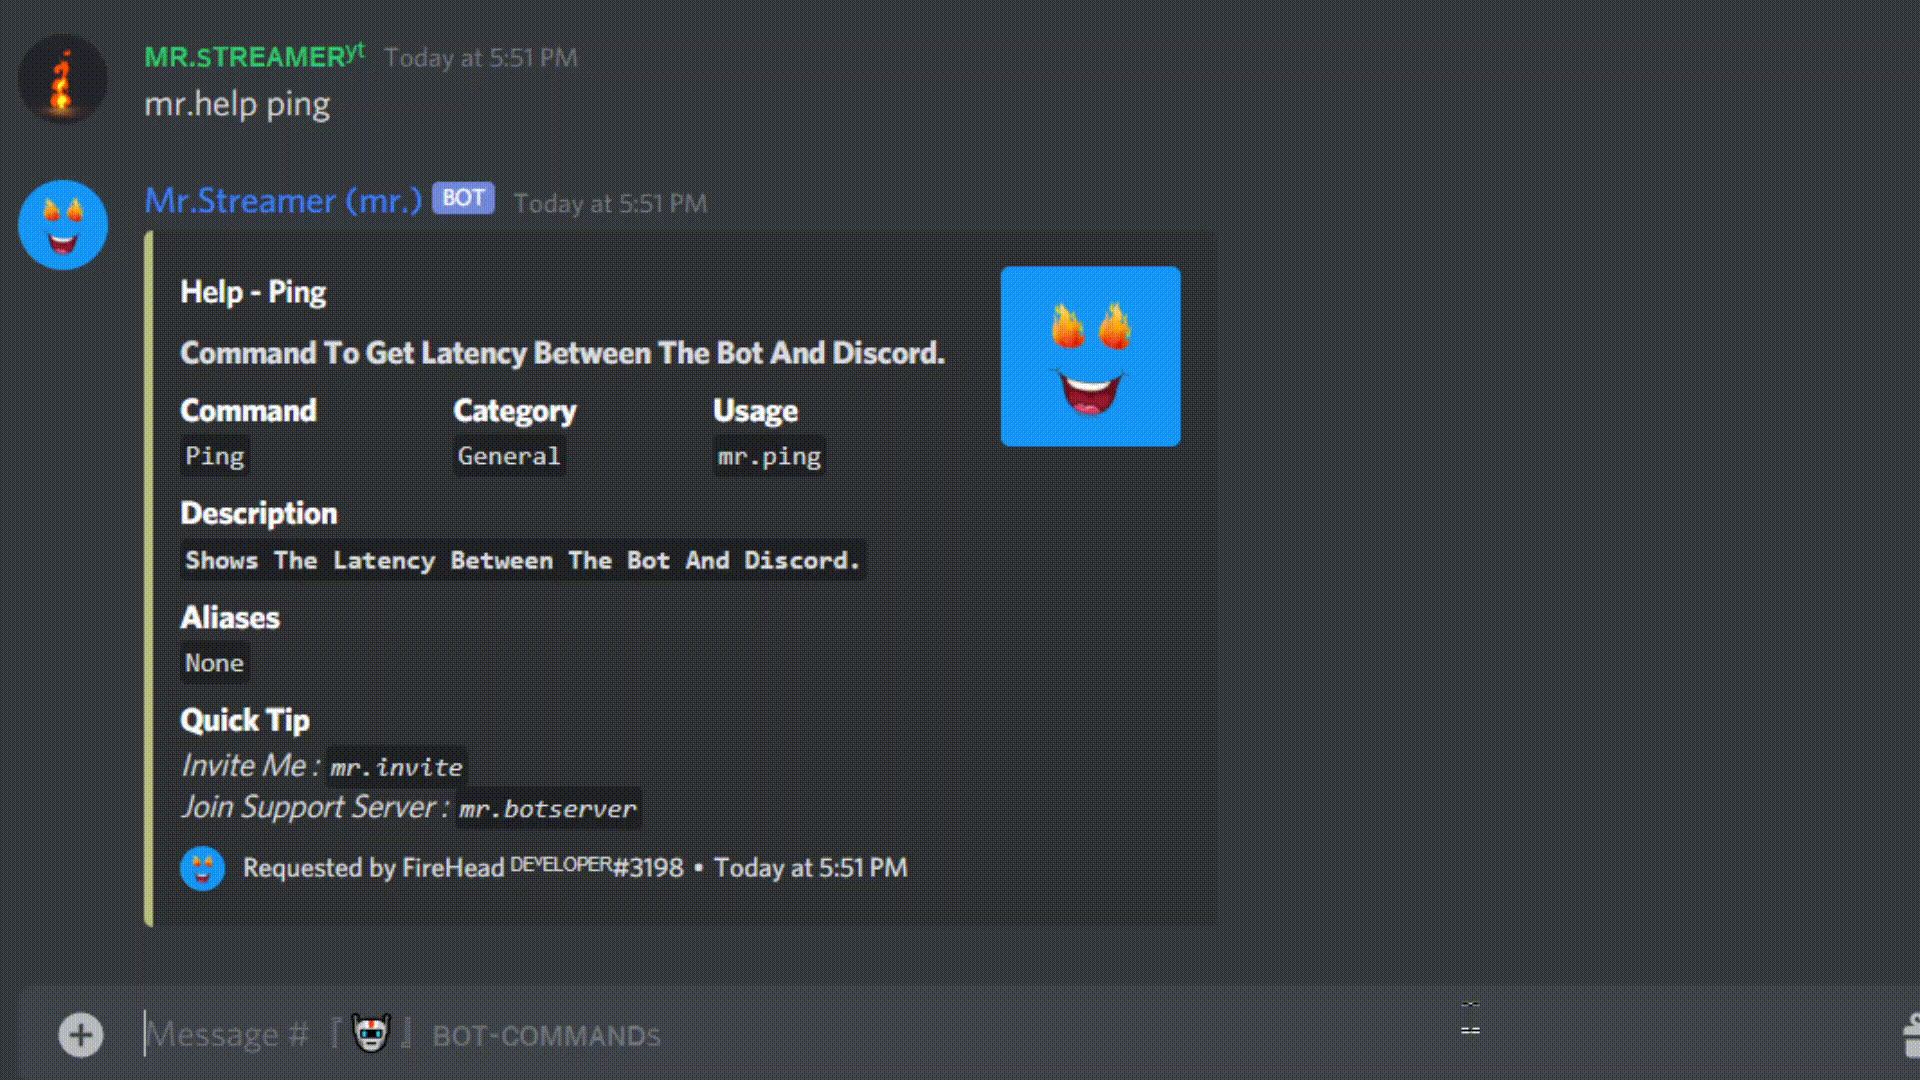 MR.sTREAMERyt Today at 5:51 PM
mr.help ping
Mr.Streamer (mr.) BOT Today at 5:51 PM
Help - Ping
Command To Get Latency Between The Bot And Discord.
Command Category Usage
Ping General mr.ping
Description
Shows The Latency Between The Bot And Discord.
Aliases
None
Quick Tip
Invite Me : mr.invite
Join Support Server : mr.botserver
Requested by FireHead ᴰᴱⱽᴱᴸᴼᴾᴱᴿ#3198 • Today at 5:51 PM
Message # 『🤖』 BOT-COMMANDs